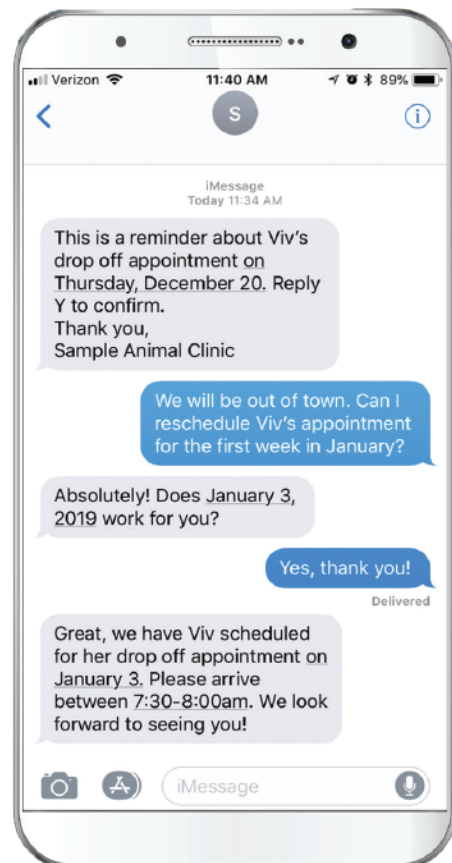 Verizon 11:40 AM 89%
S
iMessage
Today 11:34 AM
This is a reminder about Viv's
drop off appointment on
Thursday, December 20. Reply
Y to confirm.
Thank you,
Sample Animal Clinic
We will be out of town. Can I
reschedule Viv's appointment
for the first week in January?
Absolutely! Does January 3,
2019 work for you?
Yes, thank you!
Delivered
Great, we have Viv scheduled
for her drop off appointment on
January 3. Please arrive
between 7:30-8:00am. We look
forward to seeing you!
iMessage